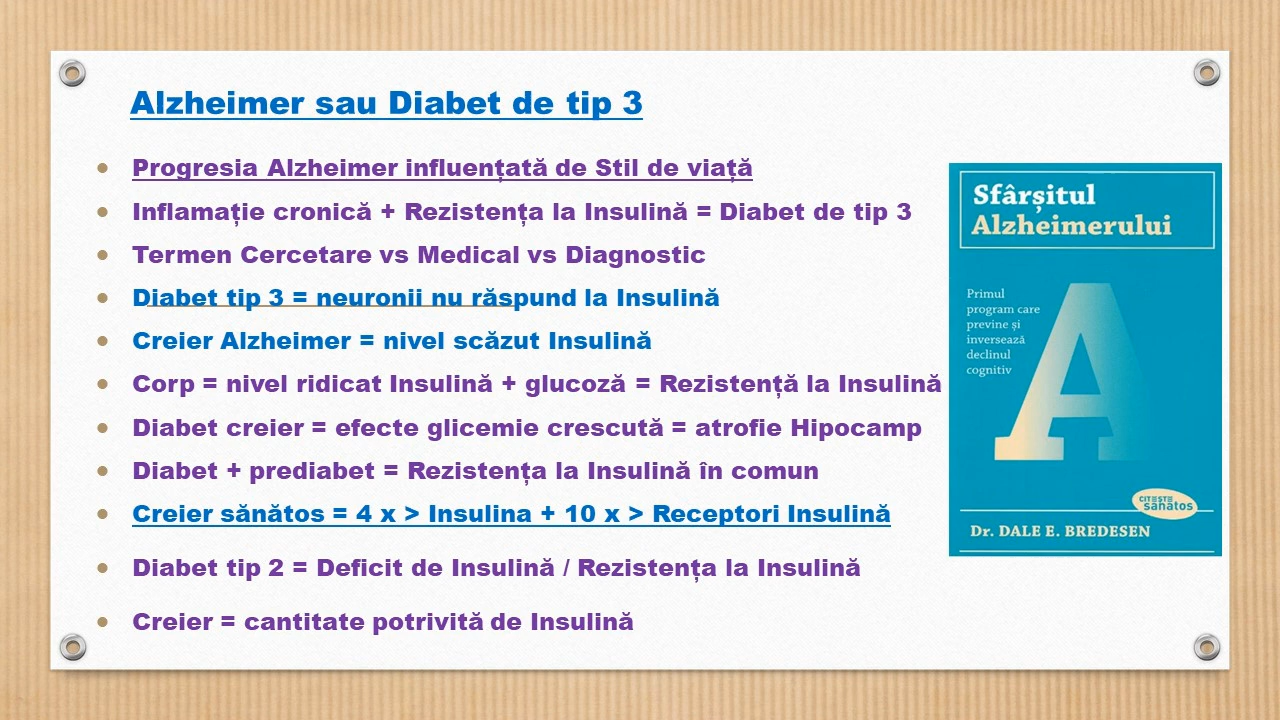 Alzheimer sau Diabet de tip 3
Progresia Alzheimer influențată de Stil de viață
Inflamație cronică + Rezistența la Insulină = Diabet de tip 3
Termen Cercetare vs Medical vs Diagnostic
Diabet tip 3 = neuronii nu răspund la Insulină
Creier Alzheimer = nivel scăzut Insulină
Corp = nivel ridicat Insulină + glucoză = Rezistență la Insulină
Diabet creier = efecte glicemie crescută = atrofie Hipocamp
Diabet + prediabet = Rezistența la Insulină în comun
Creier sănătos = 4 x > Insulina + 10 x > Receptori Insulină
Diabet tip 2 = Deficit de Insulină / Rezistența la Insulină
Creier = cantitate potrivită de Insulină
Sfârșitul
Alzheimerului
Primul
program care
previne și
inversează
declinul
cognitiv
A
CITEȘTE
sănătos
Dr. DALE E. BREDESEN